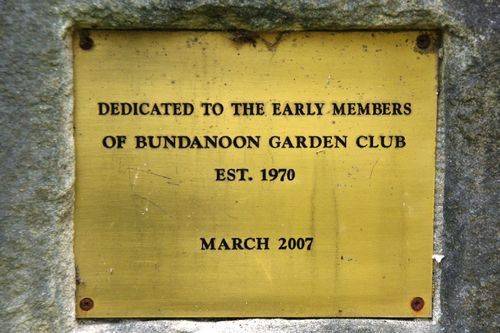 DEDICATED TO THE EARLY MEMBERS
OF BUNDANOON GARDEN CLUB
EST. 1970
MARCH 2007